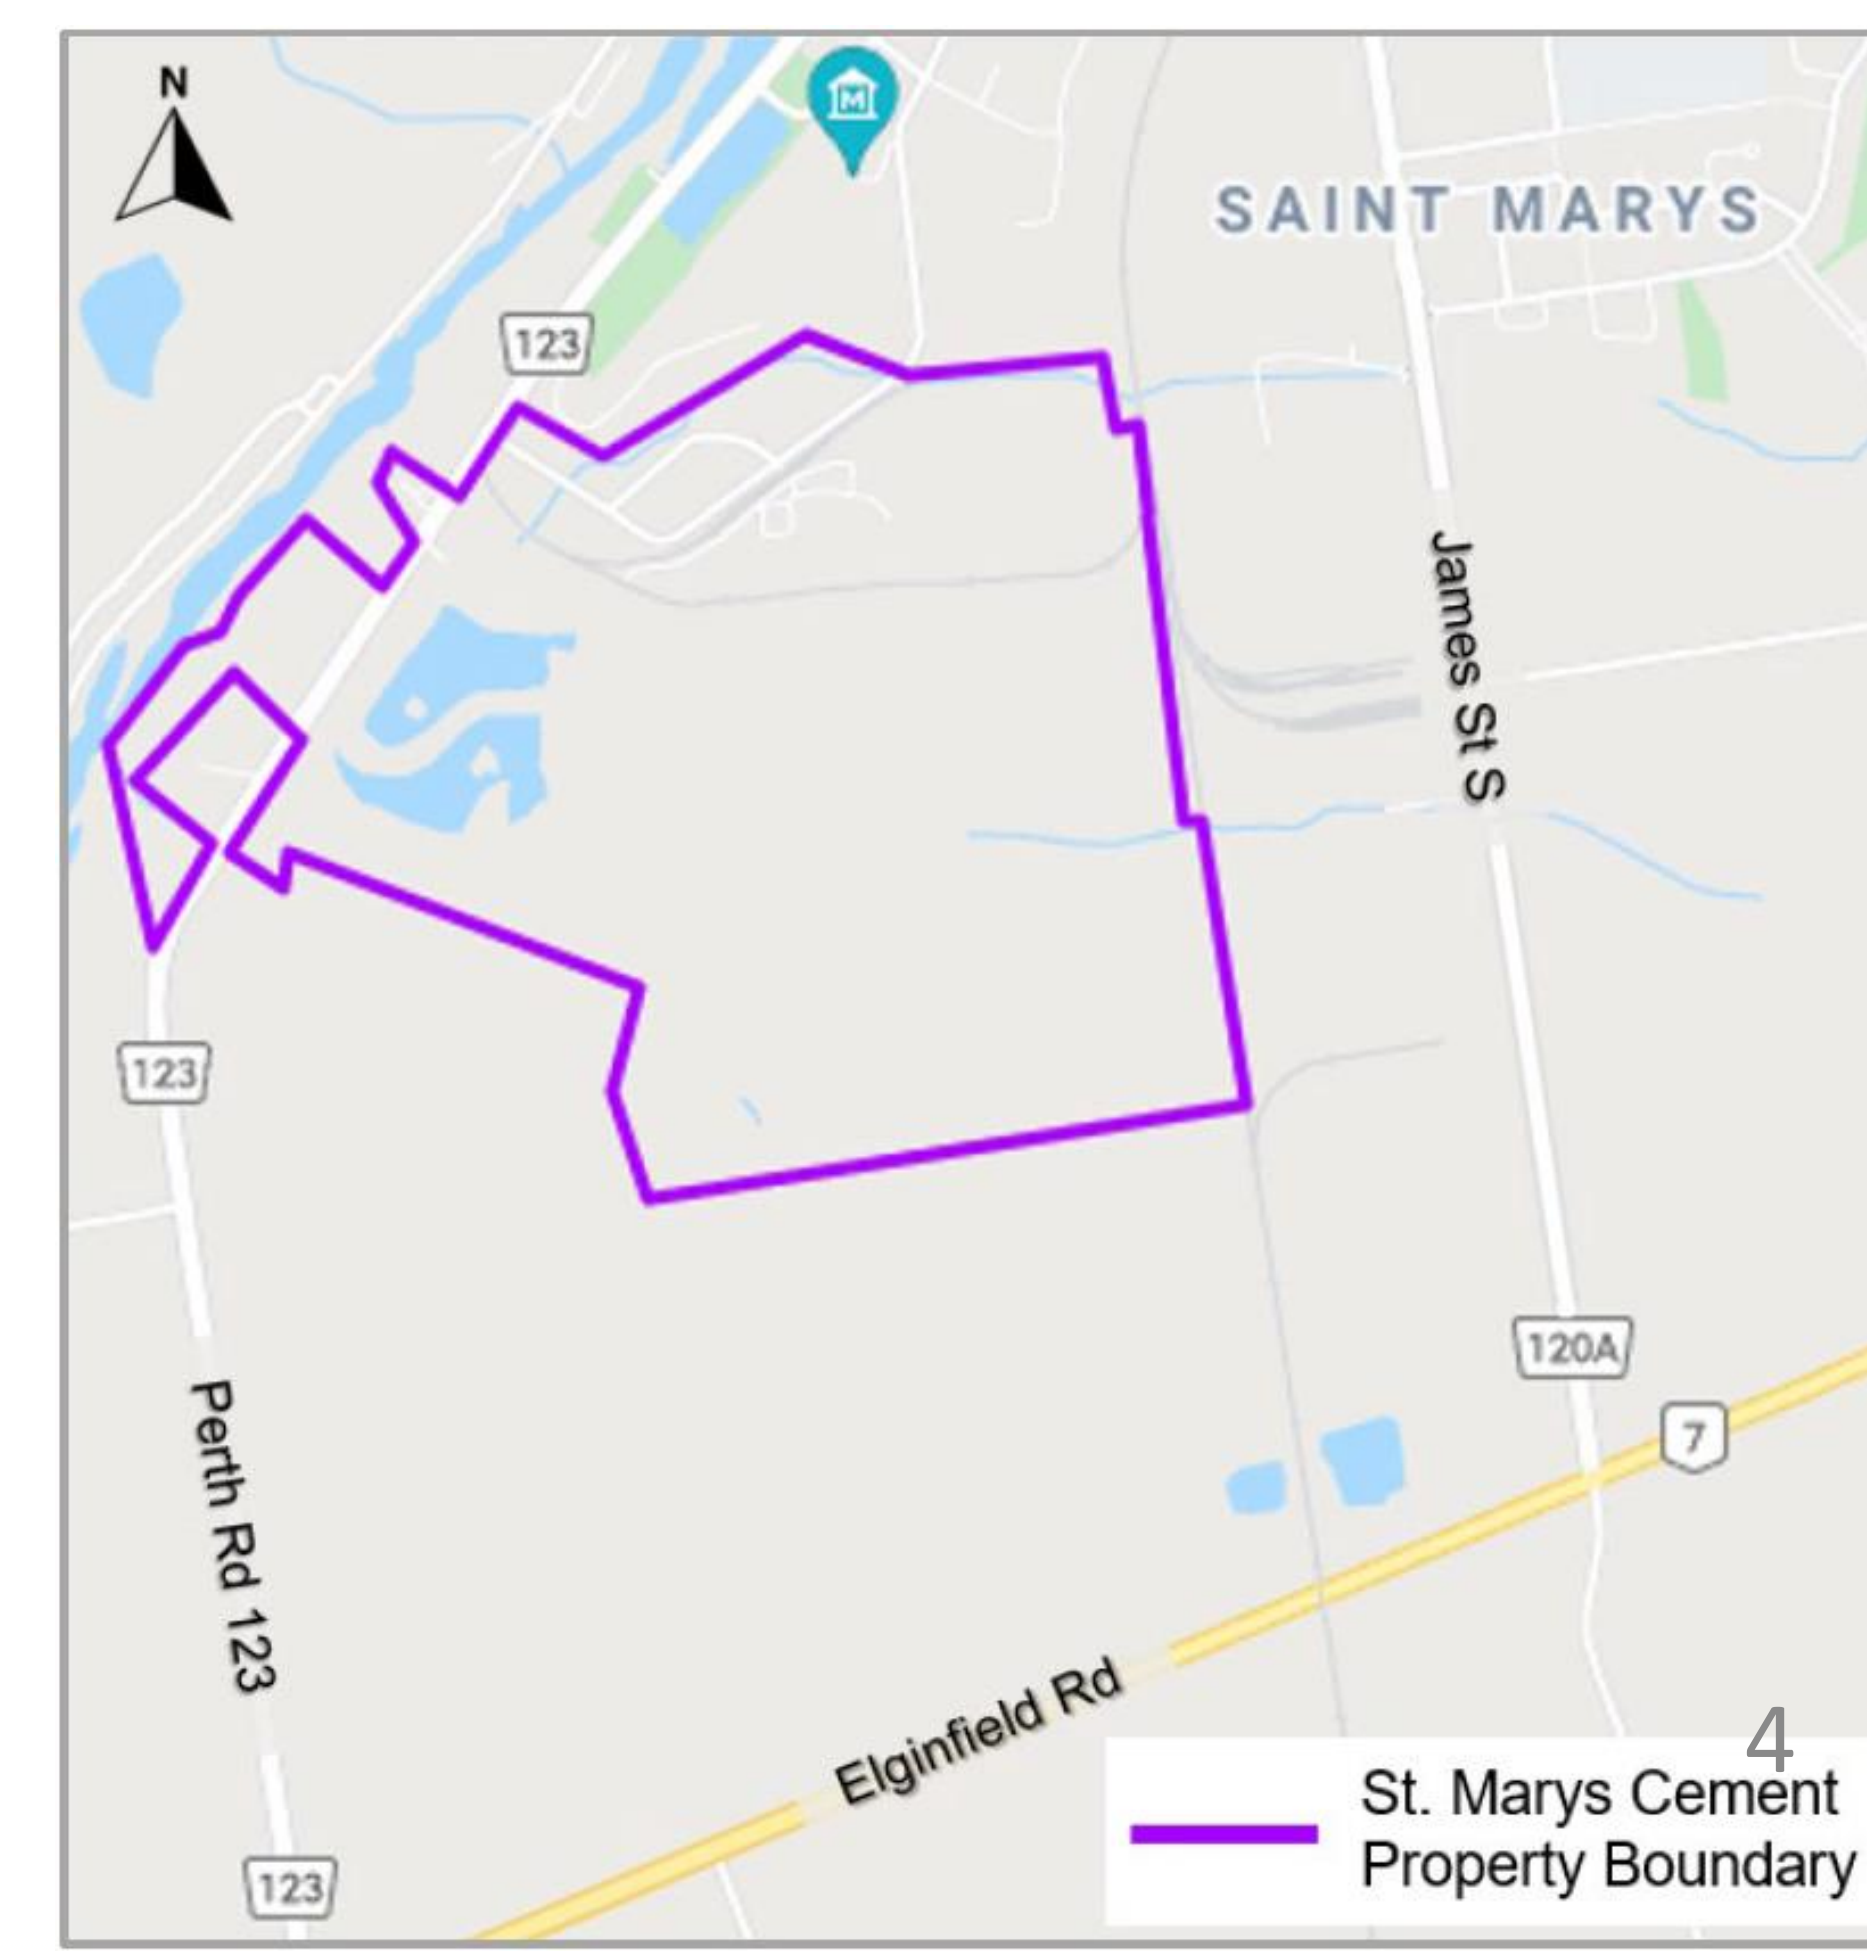 N
M
SAINT MARYS
123
James St S
123
120A
7
Perth Rd 123
Elginfield Rd
4
St. Marys Cement
Property Boundary
123